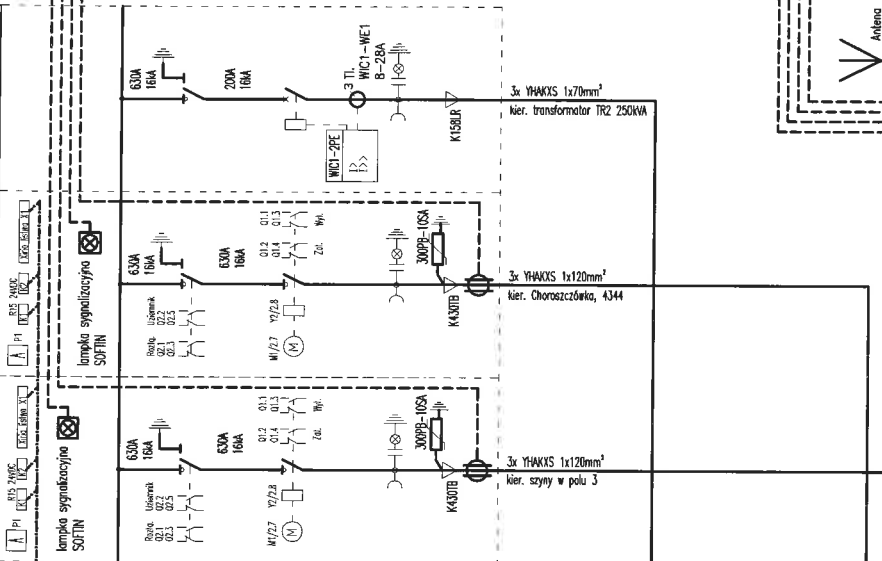 630A
16kA
200A
16kA
3 TI.
WIC1-WE1
8-28A
WIC1-2PE
I>
I>>
K158LR
3x YHAKXS 1x70mm²
kier. transformator TR2 250kVA
Antena
A
P1
R15 24VDC
K1
K2
lampka sygnalizacyjna
SOFTIN
630A
16kA
630A
16kA
Rozłą.
Q2.1
Q2.3
Uziemnik
Q2.2
Q2.5
M1/2.7
M
Y2/2.8
Q1.2
Q1.4
Zał.
Q1.1
Q1.3
Wył.
300PB-10SA
K430TB
3x YHAKXS 1x120mm²
kier. Choroszczówka, 4344
A
P1
R15 24VDC
K1
K2
lampka sygnalizacyjna
SOFTIN
630A
16kA
630A
16kA
Rozłą.
Q2.1
Q2.3
Uziemnik
Q2.2
Q2.5
M1/2.7
M
Y2/2.8
Q1.2
Q1.4
Zał.
Q1.1
Q1.3
Wył.
300PB-10SA
K430TB
3x YHAKXS 1x120mm²
kier. szyny w polu 3